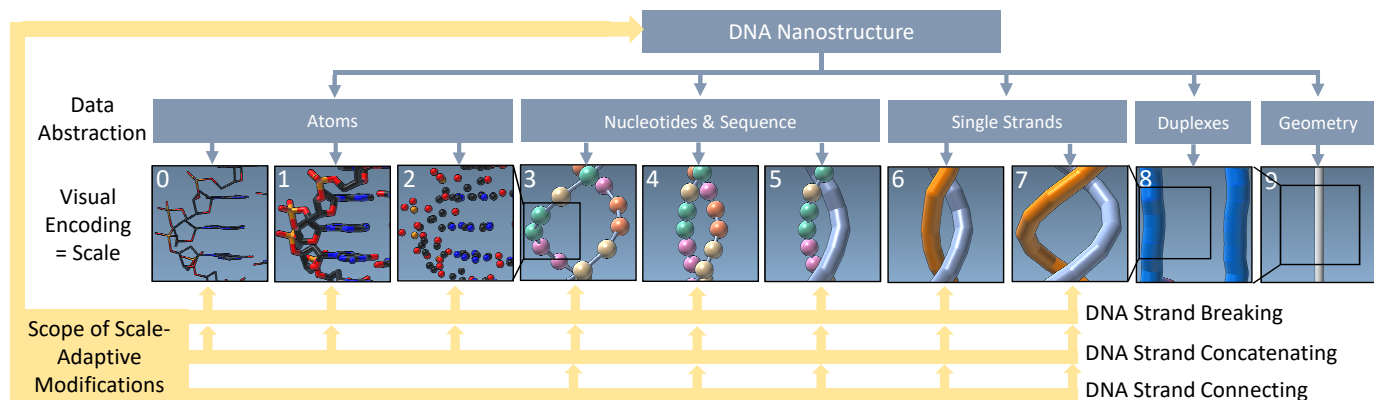 DNA Nanostructure
Data
Abstraction
Atoms
Nucleotides & Sequence
Single Strands
Duplexes
Geometry
Visual
Encoding
= Scale
0
1
2
3
4
5
6
7
8
9
Scope of Scale-
Adaptive
Modifications
DNA Strand Breaking
DNA Strand Concatenating
DNA Strand Connecting